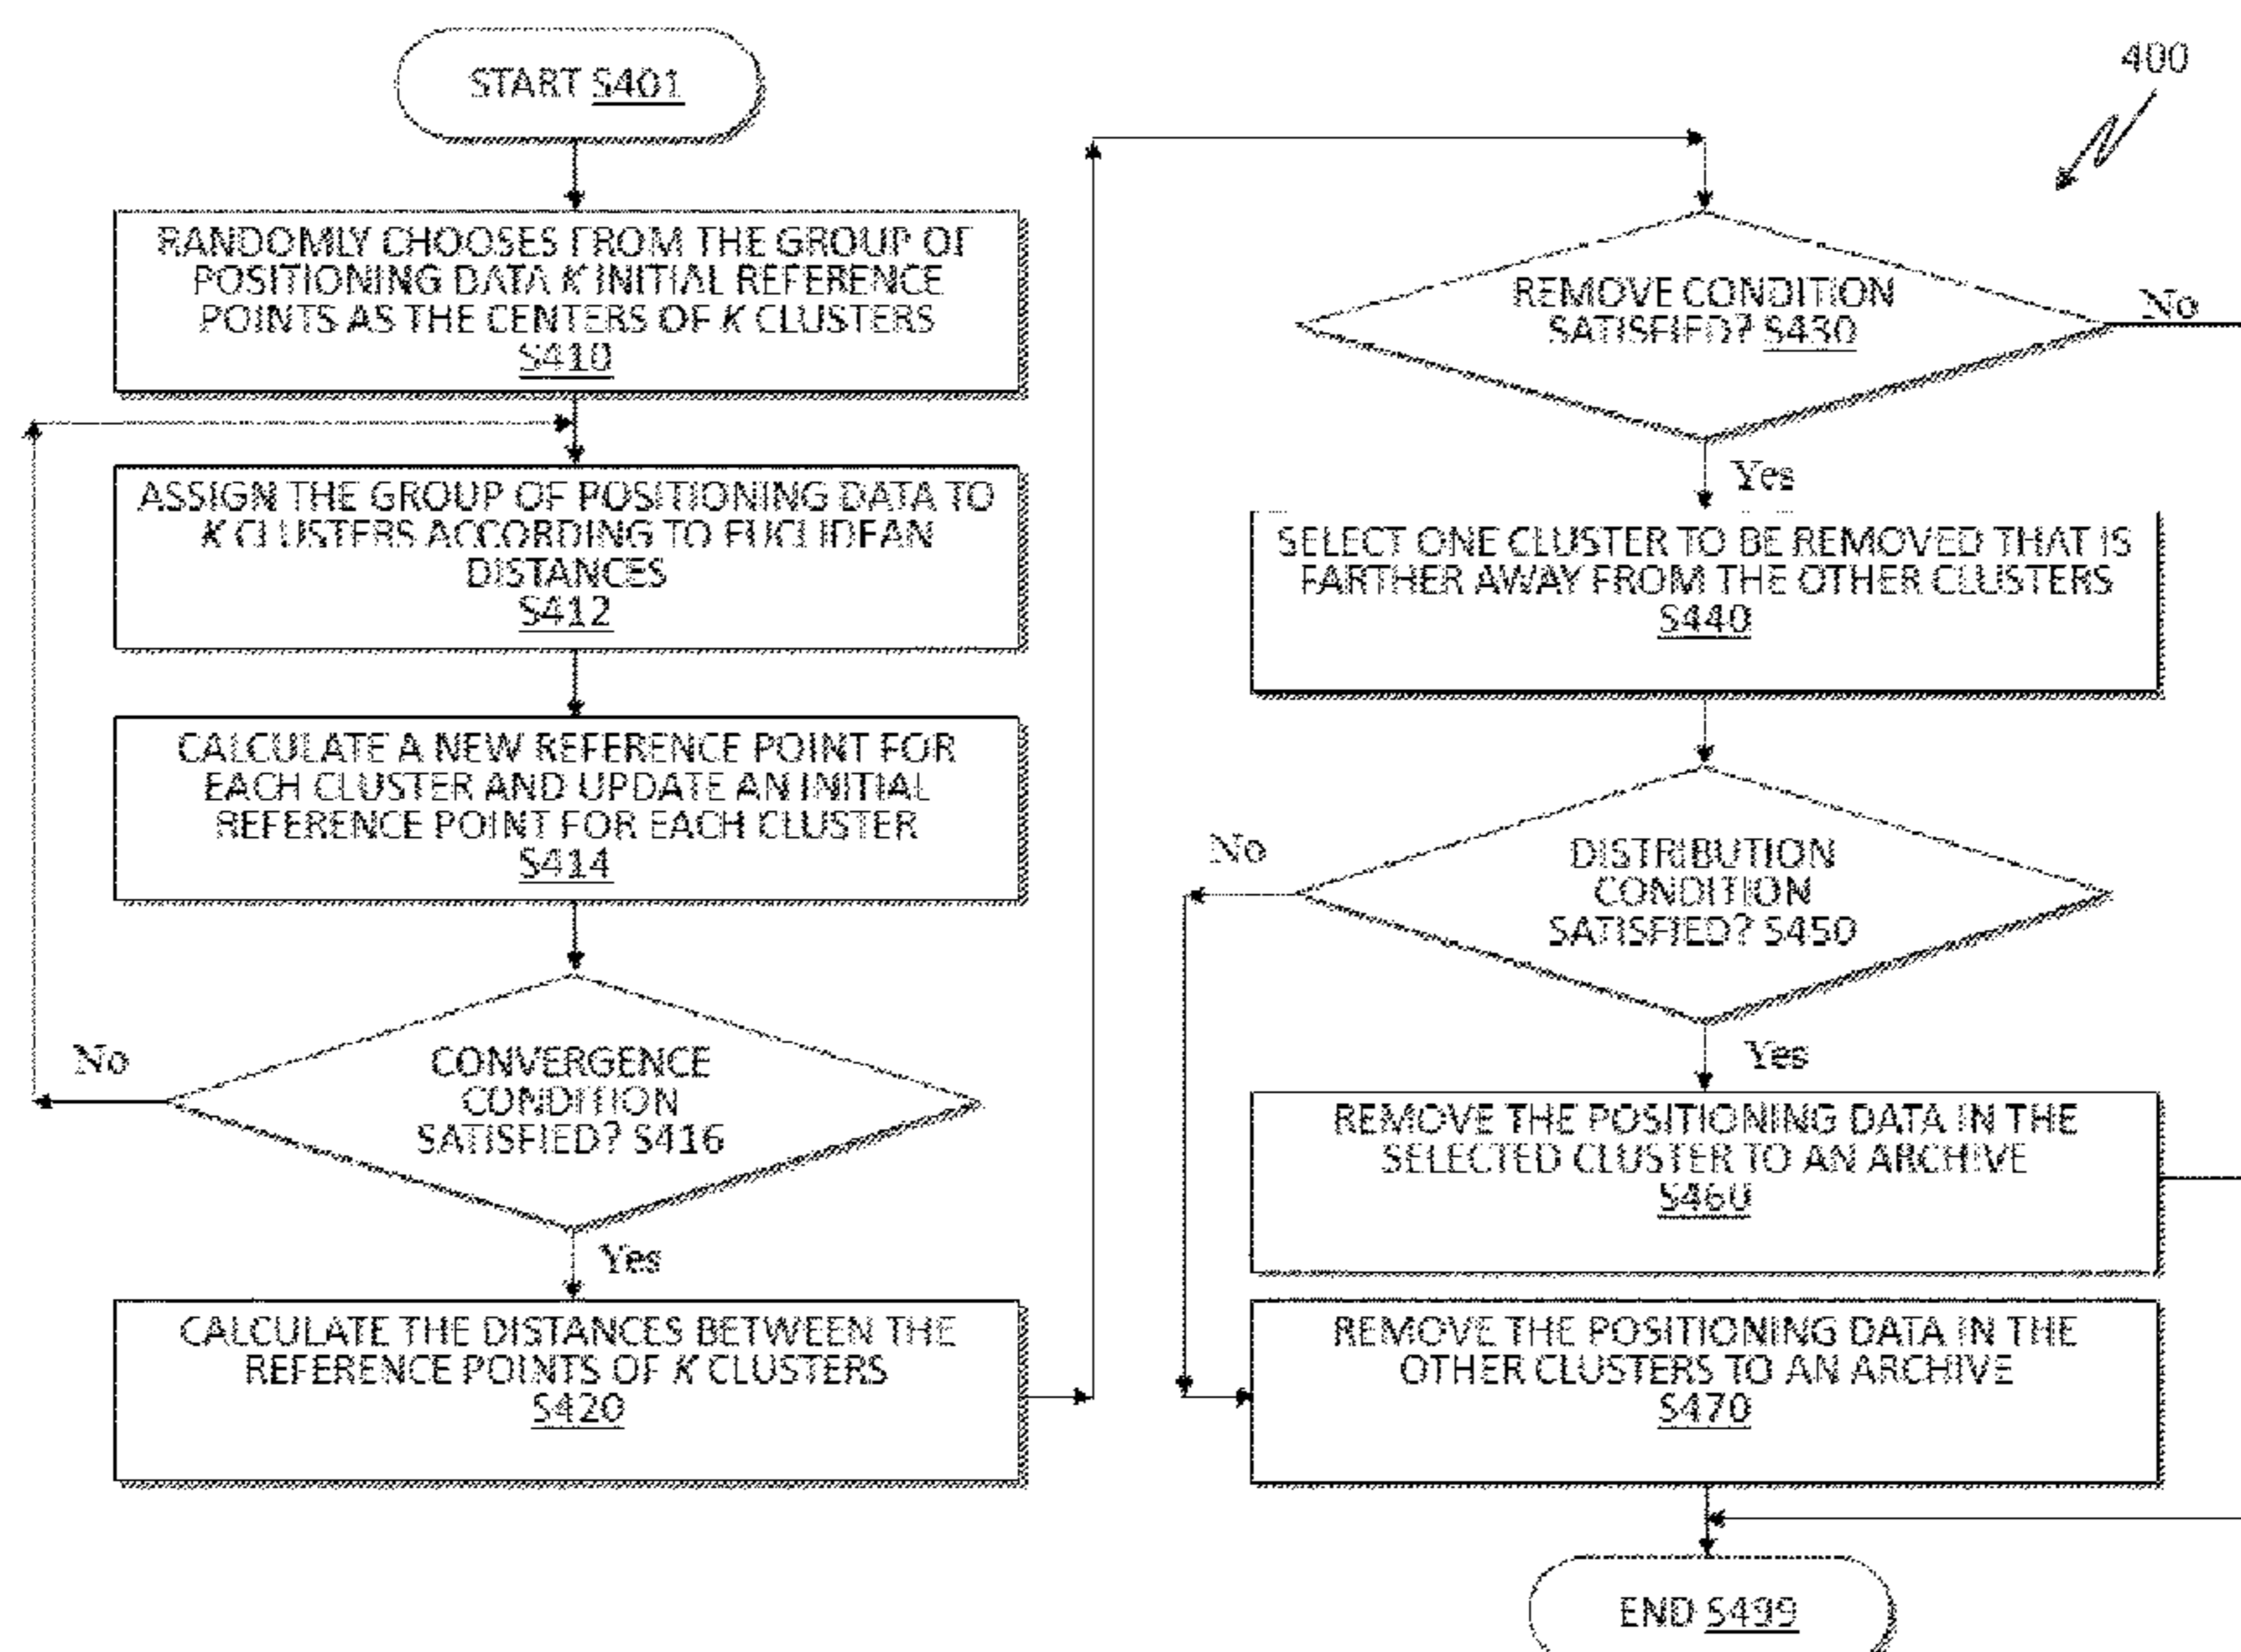 START S401
400
RANDOMLY CHOOSES FROM THE GROUP OF
POSITIONING DATA K INITIAL REFERENCE
POINTS AS THE CENTERS OF K CLUSTERS
S410
ASSIGN THE GROUP OF POSITIONING DATA TO
K CLUSTERS ACCORDING TO EUCLIDEAN
DISTANCES
S412
CALCULATE A NEW REFERENCE POINT FOR
EACH CLUSTER AND UPDATE AN INITIAL
REFERENCE POINT FOR EACH CLUSTER
S414
No
CONVERGENCE
CONDITION
SATISFIED? S416
Yes
CALCULATE THE DISTANCES BETWEEN THE
REFERENCE POINTS OF K CLUSTERS
S420
REMOVE CONDITION
SATISFIED? S430
No
Yes
SELECT ONE CLUSTER TO BE REMOVED THAT IS
FARTHER AWAY FROM THE OTHER CLUSTERS
S440
No
DISTRIBUTION
CONDITION
SATISFIED? S450
Yes
REMOVE THE POSITIONING DATA IN THE
SELECTED CLUSTER TO AN ARCHIVE
S460
REMOVE THE POSITIONING DATA IN THE
OTHER CLUSTERS TO AN ARCHIVE
S470
END S499